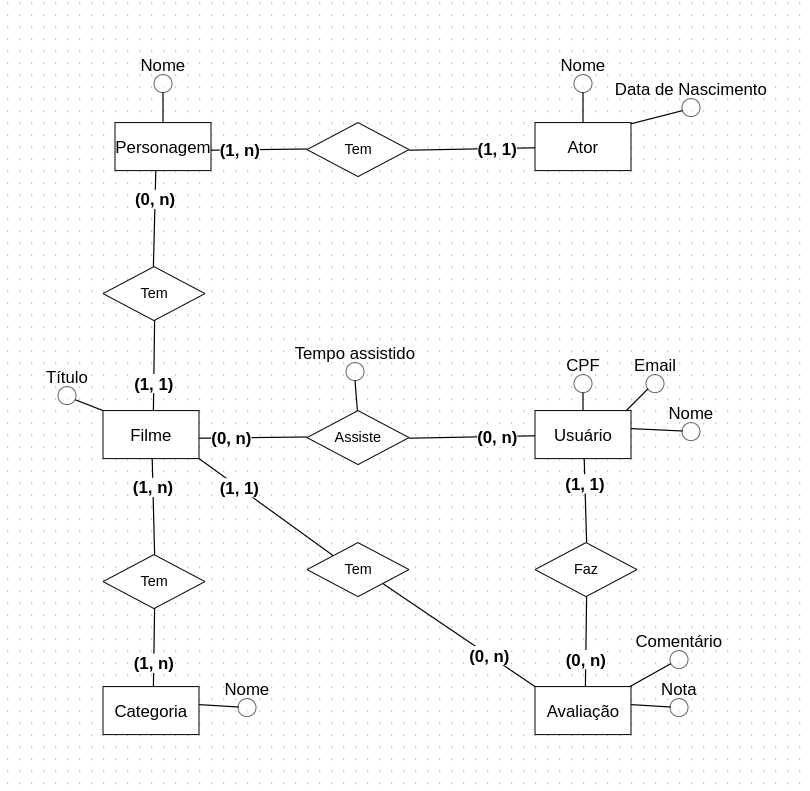 Nome
Nome
Data de Nascimento
Personagem
(1, n)
Tem
(1, 1)
Ator
(0, n)
Tem
(1, 1)
Título
Tempo assistido
CPF
Email
Nome
Filme
(0, n)
Assiste
(0, n)
Usuário
(1, n)
(1, 1)
(1, 1)
Tem
Tem
Faz
(1, n)
(0, n)
(0, n)
Comentário
Categoria
Nome
Avaliação
Nota